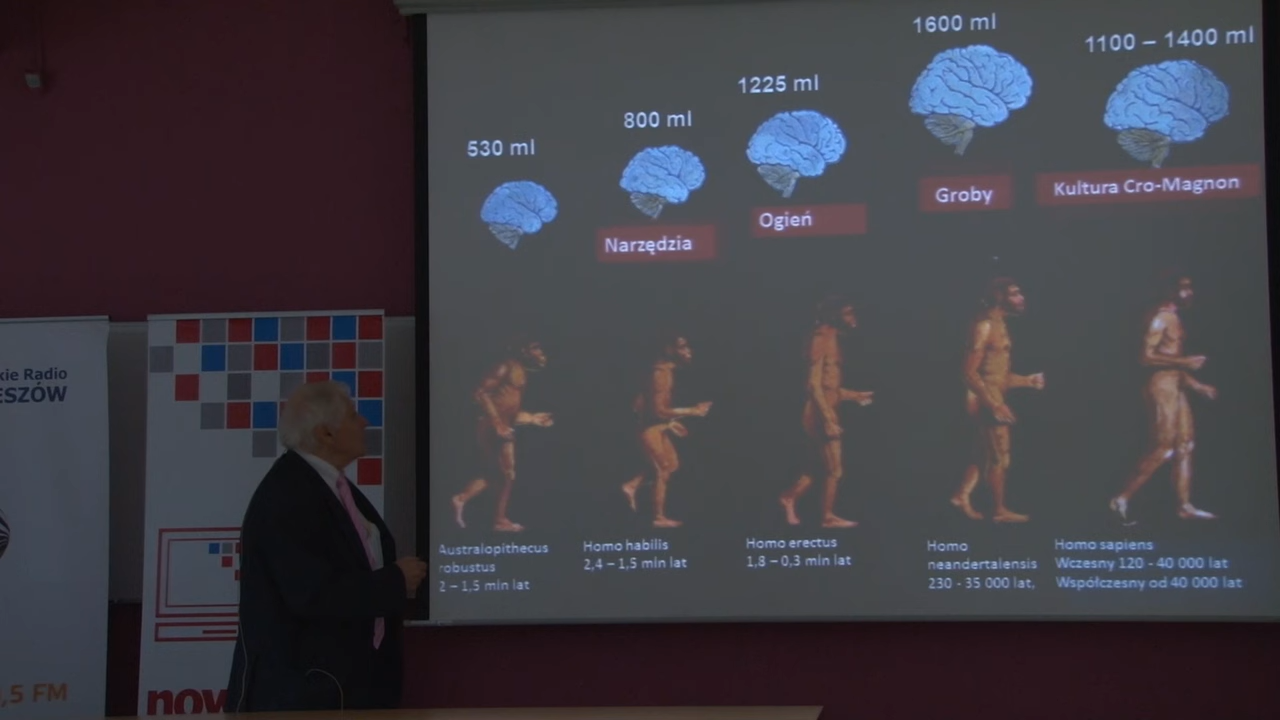 530 ml
800 ml
1225 ml
1600 ml
1100 – 1400 ml
Narzędzia
Ogień
Groby
Kultura Cro-Magnon
Australopithecus
robustus
2 – 1,5 mln lat
Homo habilis
2,4 – 1,5 mln lat
Homo erectus
1,8 – 0,3 mln lat
Homo
neandertalensis
230 - 35 000 lat,
Homo sapiens
Wczesny 120 - 40 000 lat
Współczesny od 40 000 lat
kie Radio
ESZÓW
,5 FM
now